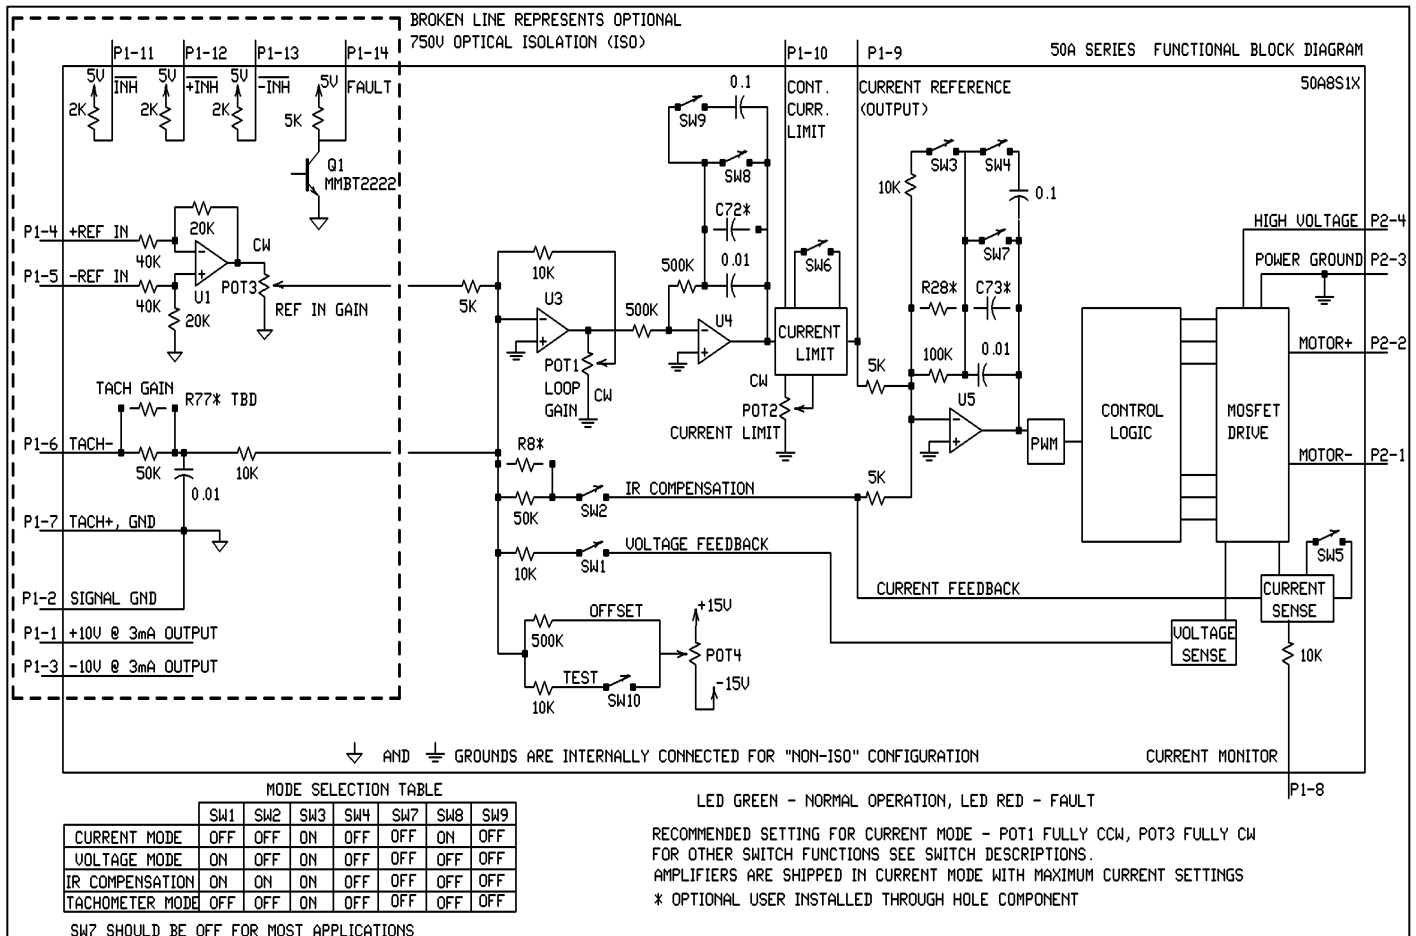 BROKEN LINE REPRESENTS OPTIONAL
750V OPTICAL ISOLATION (ISO)
50A SERIES FUNCTIONAL BLOCK DIAGRAM
50A8S1X
P1-11
P1-12
P1-13
P1-14
P1-10
P1-9
5V
INH
2K
5V
+INH
2K
5V
-INH
2K
5V
FAULT
5K
Q1
MMBT2222
CONT.
CURR.
LIMIT
CURRENT REFERENCE
(OUTPUT)
0.1
SW9
SW8
C72*
0.01
500K
SW6
SW3
SW4
10K
0.1
SW7
R28*
C73*
100K
0.01
P1-4 +REF IN
20K
40K
CW
P1-5 -REF IN
40K
U1
POT3
20K
REF IN GAIN
5K
10K
U3
500K
U4
CURRENT
LIMIT
POT1
LOOP
GAIN
CW
CW
POT2
CURRENT LIMIT
5K
U5
PWM
CONTROL
LOGIC
MOSFET
DRIVE
HIGH VOLTAGE P2-4
POWER GROUND P2-3
MOTOR+ P2-2
MOTOR- P2-1
TACH GAIN
R77* TBD
P1-6 TACH-
50K
10K
0.01
P1-7 TACH+, GND
R8*
50K
SW2
IR COMPENSATION
5K
10K
SW1
VOLTAGE FEEDBACK
CURRENT FEEDBACK
SW5
CURRENT
SENSE
VOLTAGE
SENSE
10K
P1-2 SIGNAL GND
P1-1 +10V @ 3mA OUTPUT
P1-3 -10V @ 3mA OUTPUT
OFFSET
500K
TEST
10K
SW10
+15V
POT4
-15V
AND GROUNDS ARE INTERNALLY CONNECTED FOR "NON-ISO" CONFIGURATION
CURRENT MONITOR
P1-8
MODE SELECTION TABLE
SW1 SW2 SW3 SW4 SW7 SW8 SW9
CURRENT MODE OFF OFF ON OFF OFF ON OFF
VOLTAGE MODE ON OFF ON OFF OFF OFF OFF
IR COMPENSATION ON ON ON OFF OFF OFF OFF
TACHOMETER MODE OFF OFF ON OFF OFF OFF OFF
SW7 SHOULD BE OFF FOR MOST APPLICATIONS
LED GREEN - NORMAL OPERATION, LED RED - FAULT
RECOMMENDED SETTING FOR CURRENT MODE - POT1 FULLY CCW, POT3 FULLY CW
FOR OTHER SWITCH FUNCTIONS SEE SWITCH DESCRIPTIONS.
AMPLIFIERS ARE SHIPPED IN CURRENT MODE WITH MAXIMUM CURRENT SETTINGS
* OPTIONAL USER INSTALLED THROUGH HOLE COMPONENT